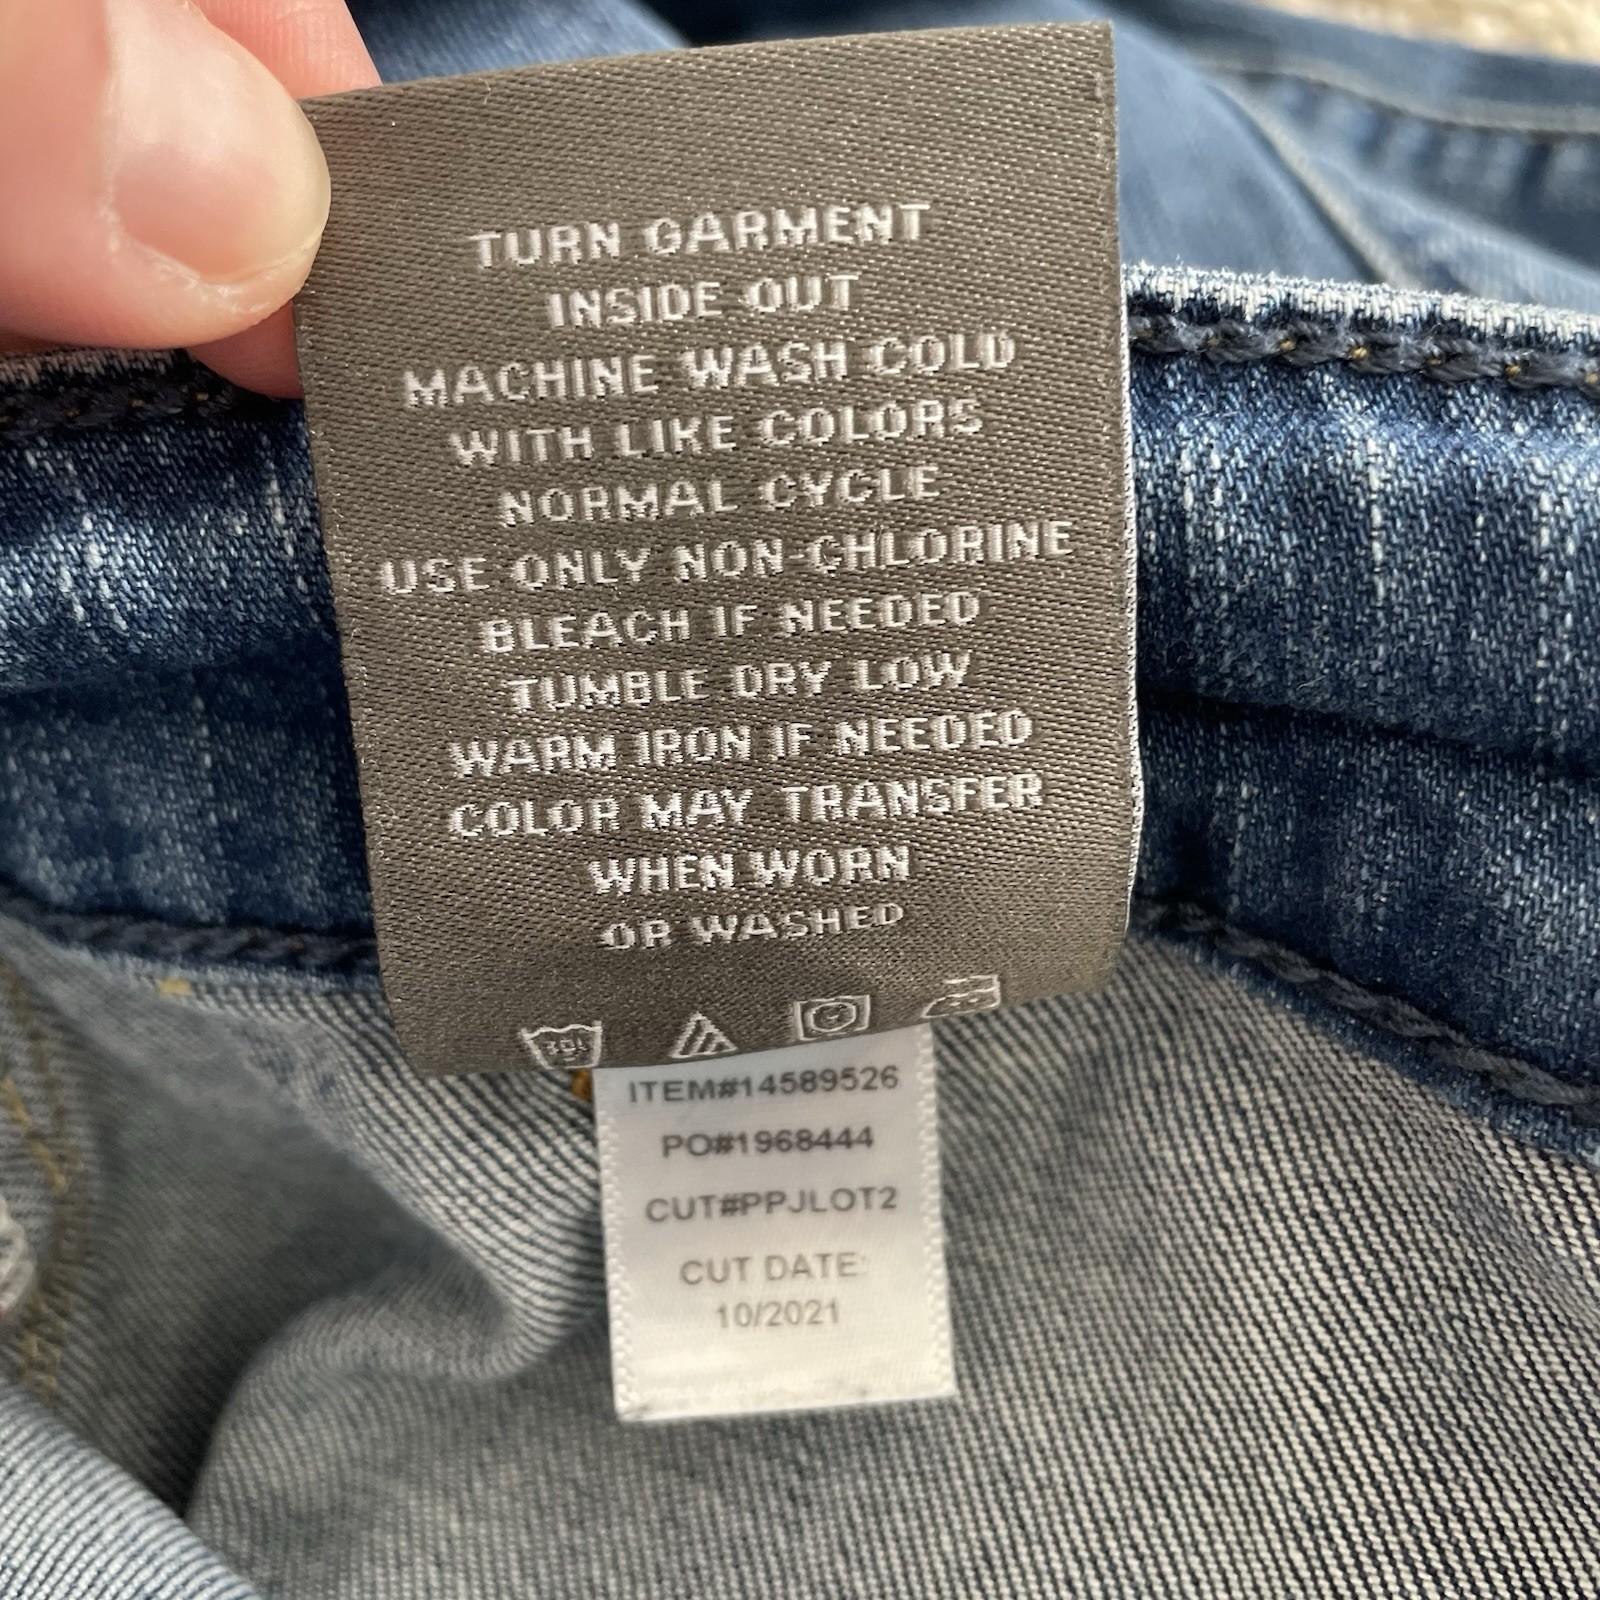 TURN GARMENT
INSIDE OUT
MACHINE WASH COLD
WITH LIKE COLORS
NORMAL CYCLE
USE ONLY NON-CHLORINE
BLEACH IF NEEDED
TUMBLE DRY LOW
WARM IRON IF NEEDED
COLOR MAY TRANSFER
WHEN WORN
OR WASHED
ITEM#14589526
PO#1968444
CUT#PPJLOT2
CUT DATE:
10/2021